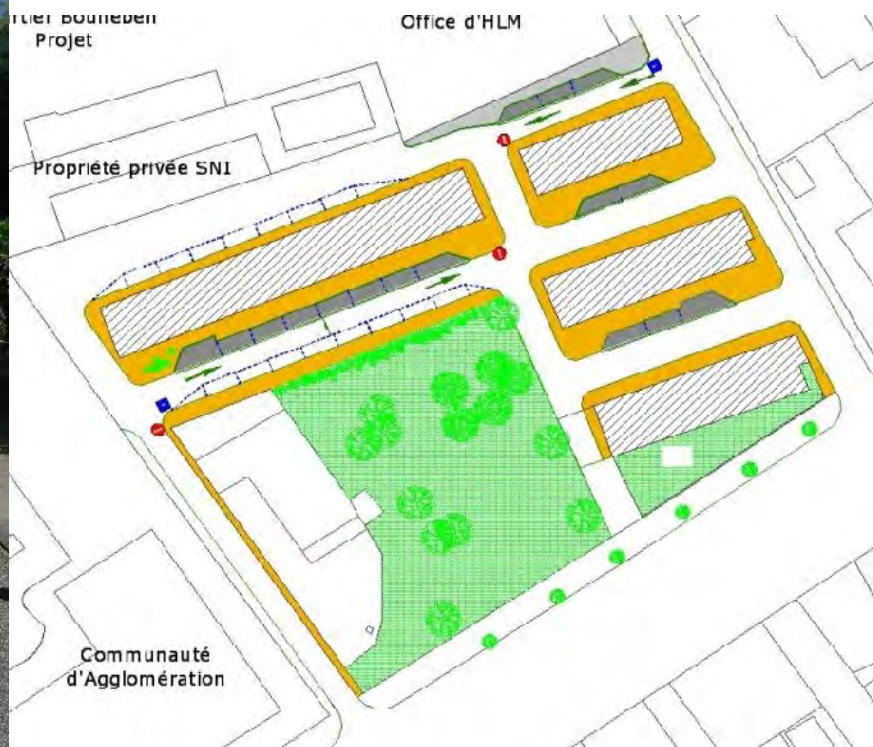 Projet
Office d'HLM
Propriété privée SNI
Communauté
d'Agglomération